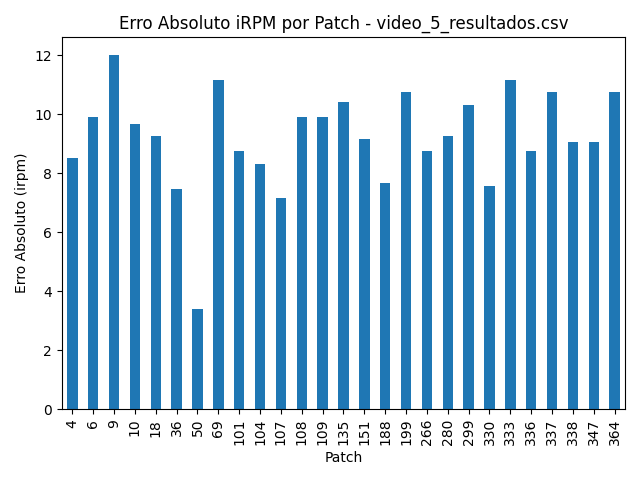 Erro Absoluto iRPM por Patch - video_5_resultados.csv
12
10
8
6
4
2
0
Erro Absoluto (irpm)
4 6 9 10 18 36 50 69 101 104 107 108 109 135 151 188 199 266 280 299 330 333 336 337 338 347 364
Patch